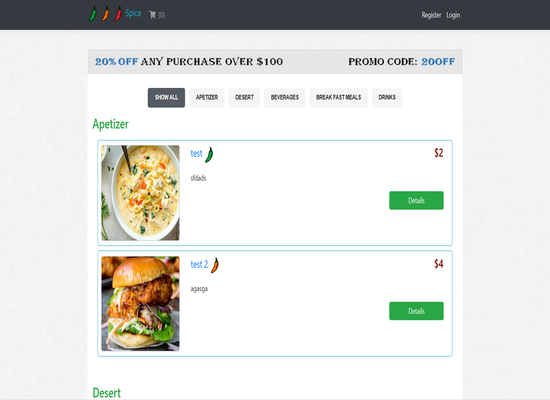 Spice (0) Register Login
20% OFF ANY PURCHASE OVER $100 PROMO CODE: 20OFF
SHOW ALL APETIZER DESERT BEVERAGES BREAK FAST MEALS DRINKS
Apetizer
test $2
sfdads
Details
test 2 $4
agasga
Details
Desert